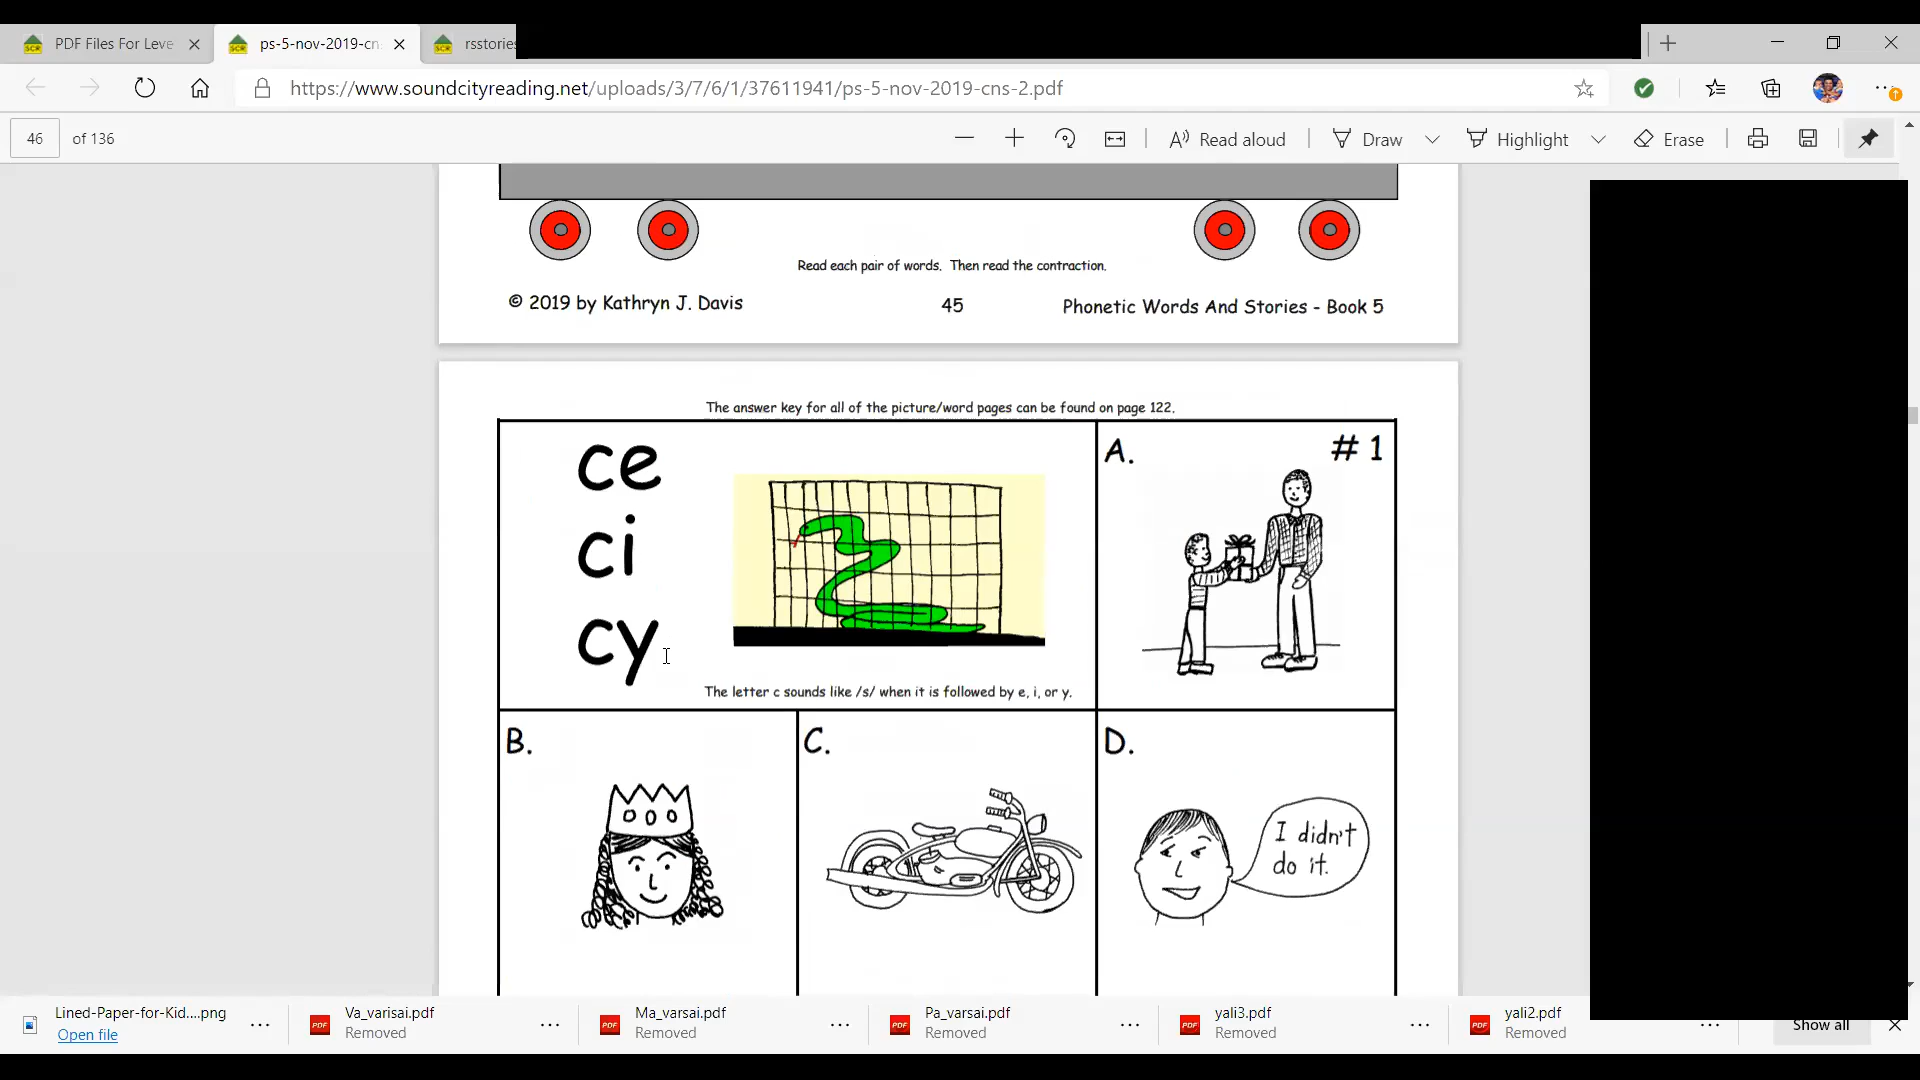 PDF Files For Leve
ps-5-nov-2019-cn
rsstories
https://www.soundcityreading.net/uploads/3/7/6/1/37611941/ps-5-nov-2019-cns-2.pdf
46 of 136
Read aloud
Draw
Highlight
Erase
Read each pair of words. Then read the contraction.
© 2019 by Kathryn J. Davis 45 Phonetic Words And Stories - Book 5
The answer key for all of the picture/word pages can be found on page 122.
ce
ci
cy
The letter c sounds like /s/ when it is followed by e, i, or y.
A. # 1
B.
C.
D.
I didn't
do it.
Lined-Paper-for-Kid....png
Open file
Va_varisai.pdf
Removed
Ma_varsai.pdf
Removed
Pa_varsai.pdf
Removed
yali3.pdf
Removed
yali2.pdf
Removed
Show all